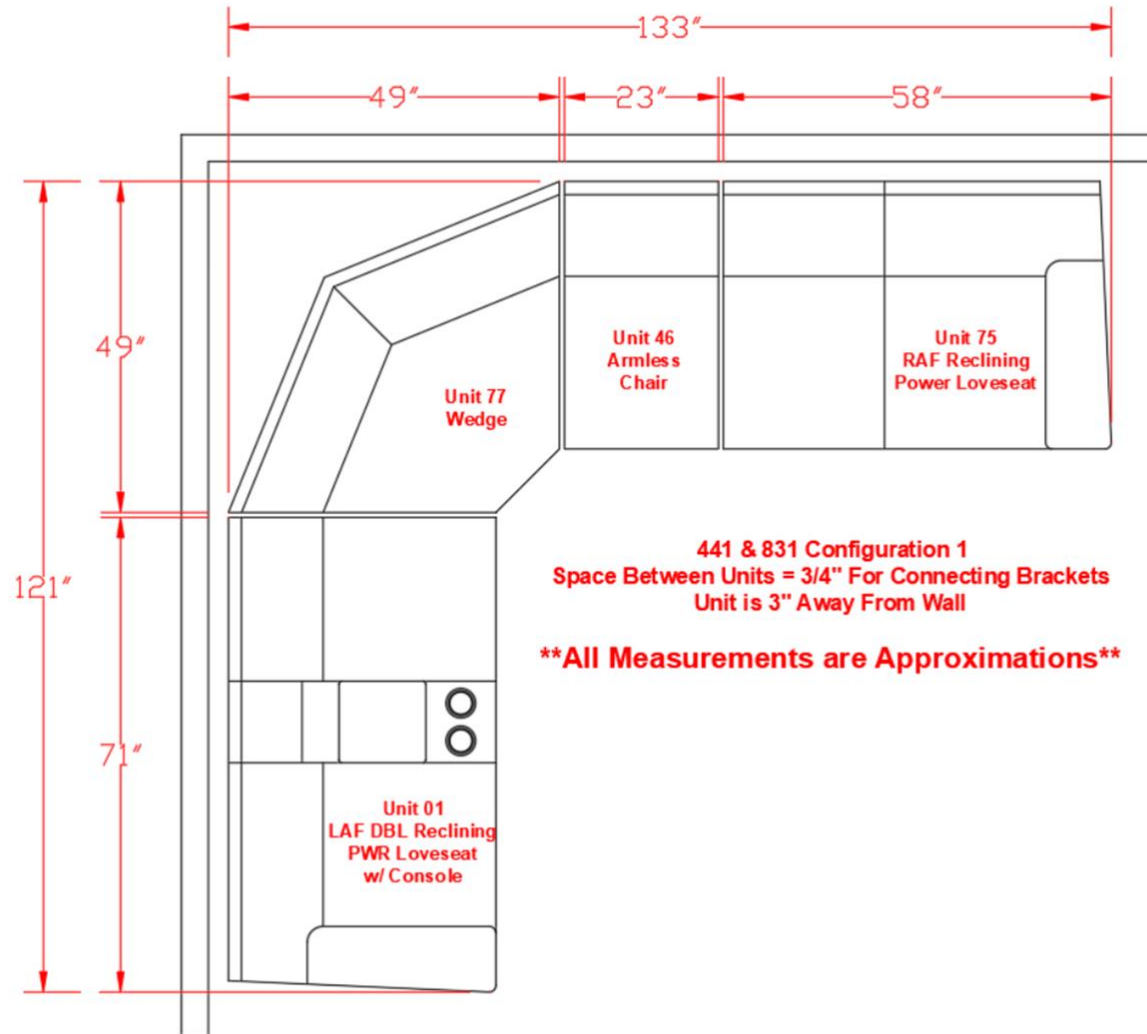 133"
49"
23"
58"
49"
121"
71"
Unit 77
Wedge
Unit 46
Armless
Chair
Unit 75
RAF Reclining
Power Loveseat
441 & 831 Configuration 1
Space Between Units = 3/4" For Connecting Brackets
Unit is 3" Away From Wall
**All Measurements are Approximations**
Unit 01
LAF DBL Reclining
PWR Loveseat
w/ Console